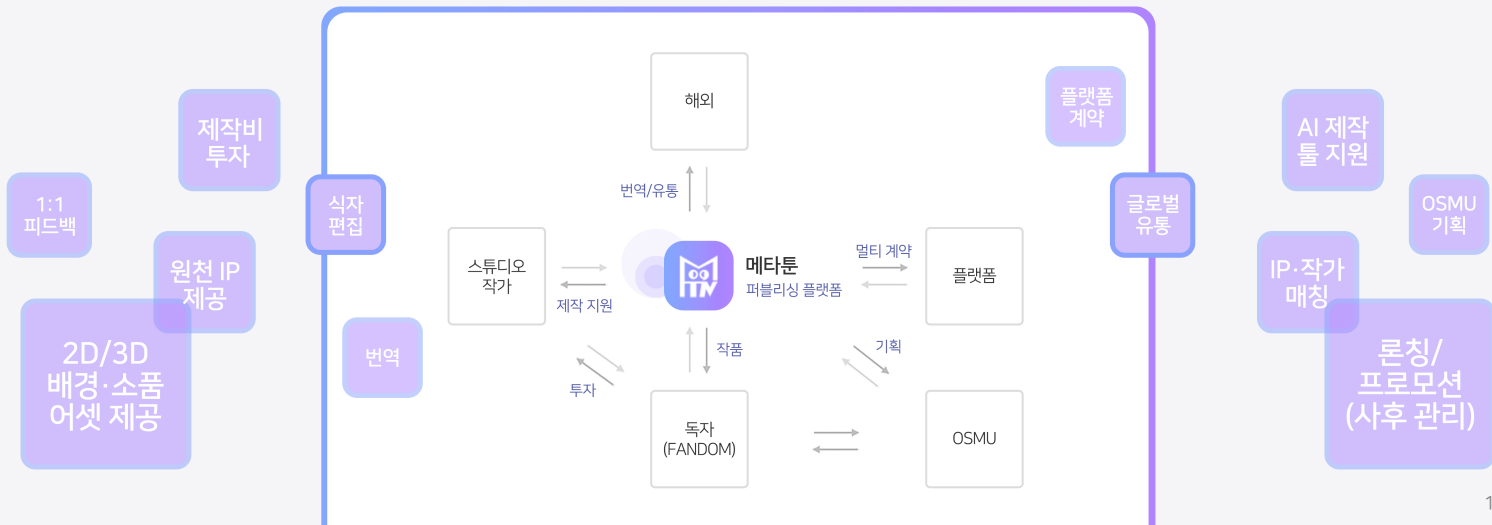 제작비
투자
1:1
피드백
원천 IP
제공
2D/3D
배경·소품
어셋 제공
식자
편집
번역
해외
번역/유통
스튜디오
작가
제작 지원
메타툰
퍼블리싱 플랫폼
멀티 계약
플랫폼
작품
기획
투자
독자
(FANDOM)
OSMU
플랫폼
계약
글로벌
유통
AI 제작
툴 지원
OSMU
기획
IP·작가
매칭
론칭/
프로모션
(사후 관리)